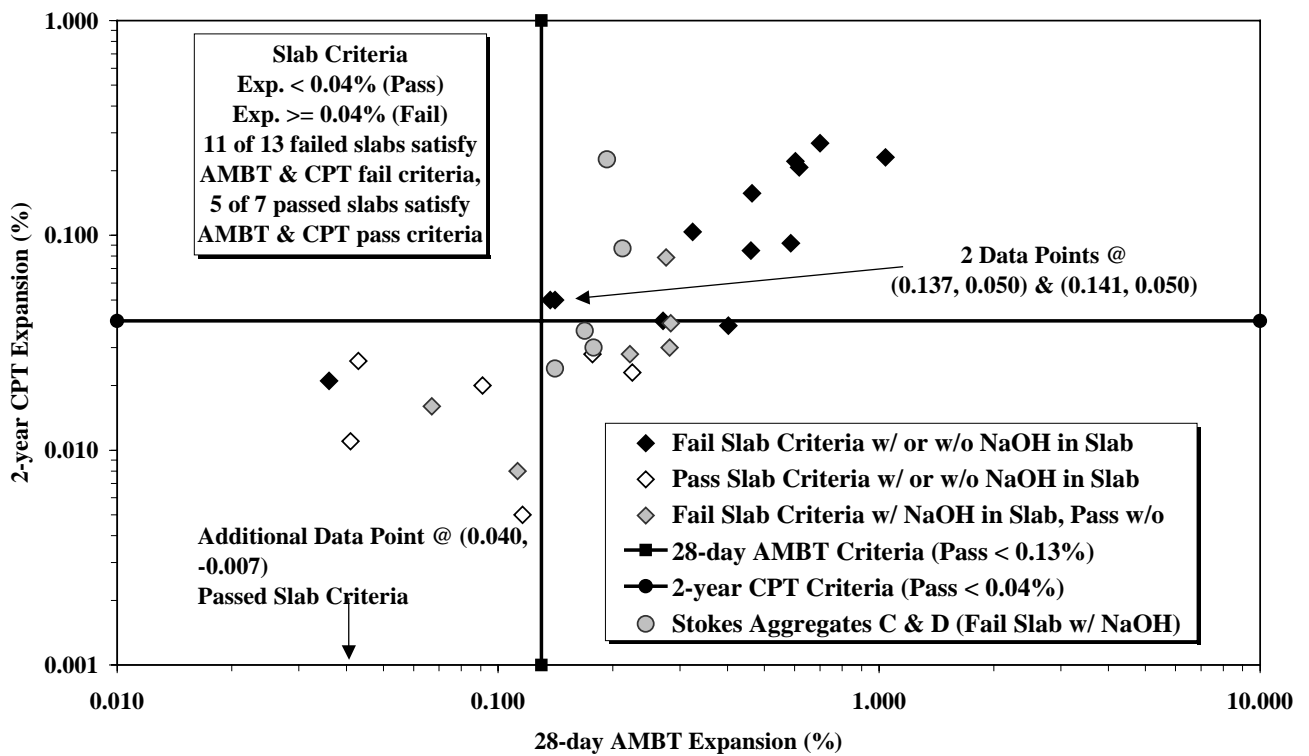 1.000
0.100
0.010
0.001
2-year CPT Expansion (%)
Slab Criteria
Exp. < 0.04% (Pass)
Exp. >= 0.04% (Fail)
11 of 13 failed slabs satisfy
AMBT & CPT fail criteria,
5 of 7 passed slabs satisfy
AMBT & CPT pass criteria
2 Data Points @
(0.137, 0.050) & (0.141, 0.050)
Additional Data Point @ (0.040,
-0.007)
Passed Slab Criteria
Fail Slab Criteria w/ or w/o NaOH in Slab
Pass Slab Criteria w/ or w/o NaOH in Slab
Fail Slab Criteria w/ NaOH in Slab, Pass w/o
28-day AMBT Criteria (Pass < 0.13%)
2-year CPT Criteria (Pass < 0.04%)
Stokes Aggregates C & D (Fail Slab w/ NaOH)
0.010 0.100 1.000 10.000
28-day AMBT Expansion (%)